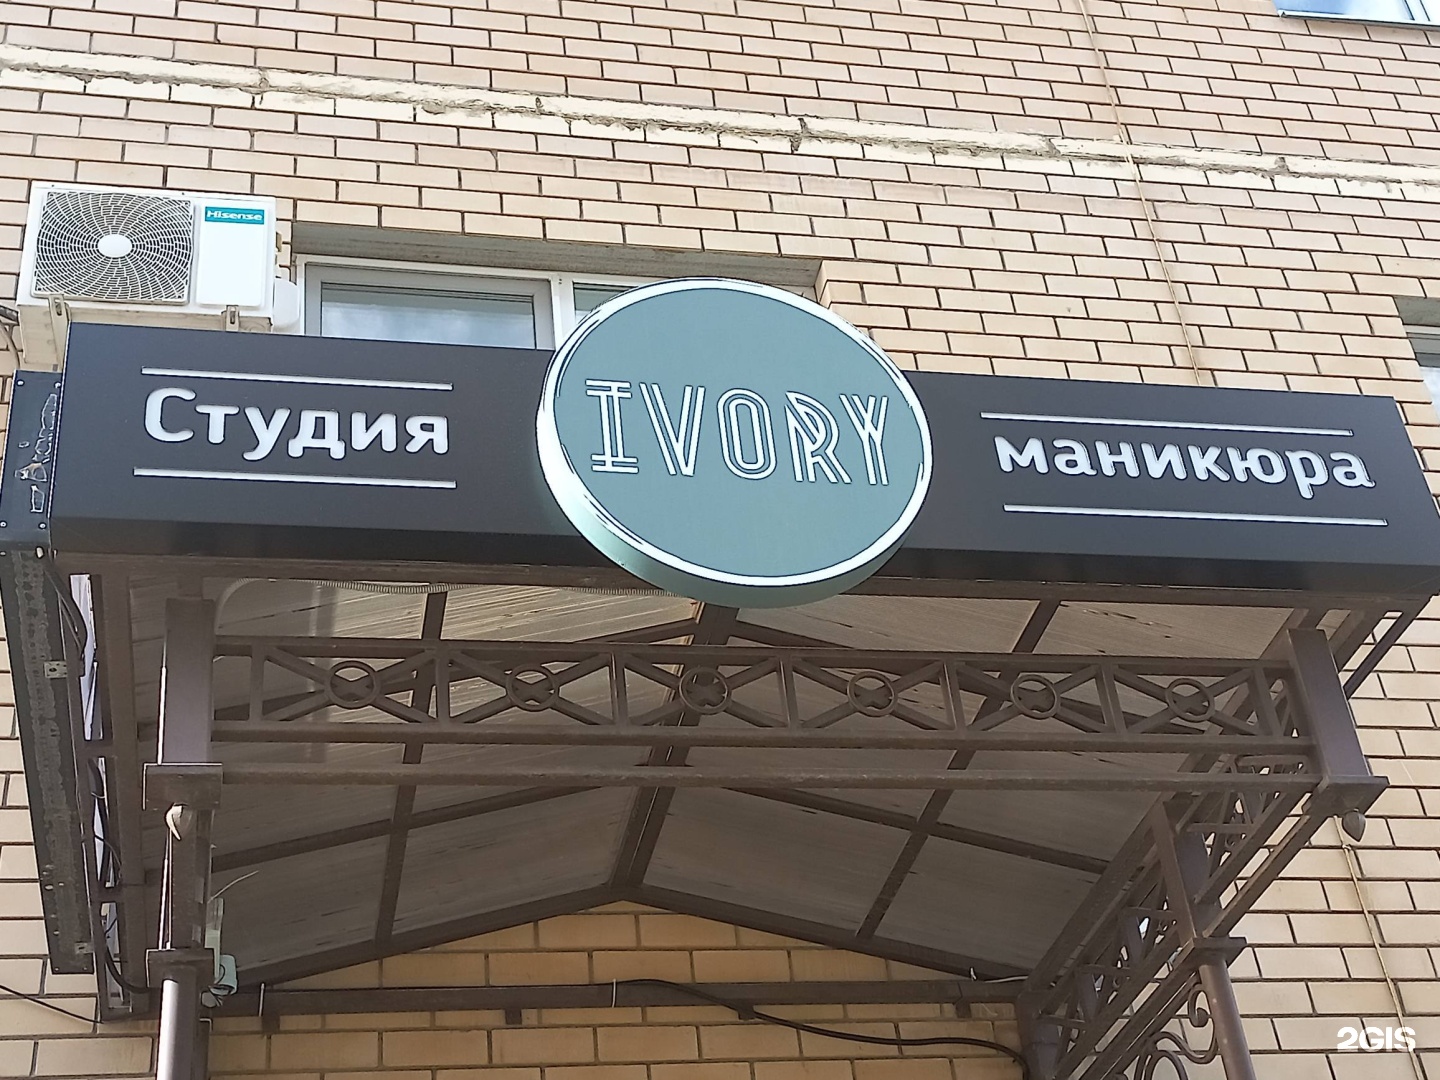 Hisense
Студия
IVORY
маникюра
2GIS